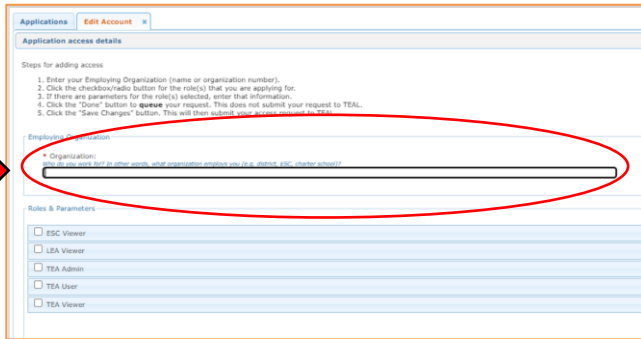 Applications Edit Account ×
Application access details
Steps for adding access
1. Enter your Employing Organization (name or organization number).
2. Click the checkbox/radio button for the role(s) that you are applying for.
3. If there are parameters for the role(s) selected, enter that information.
4. Click the "Done" button to queue your request. This does not submit your request to TEAL.
5. Click the "Save Changes" button. This will then submit your access request to TEAL.
Employing Organization
* Organization:
Who do you work for? In other words, what organization employs you (e.g. district, ESC, charter school)?
Roles & Parameters
ESC Viewer
LEA Viewer
TEA Admin
TEA User
TEA Viewer